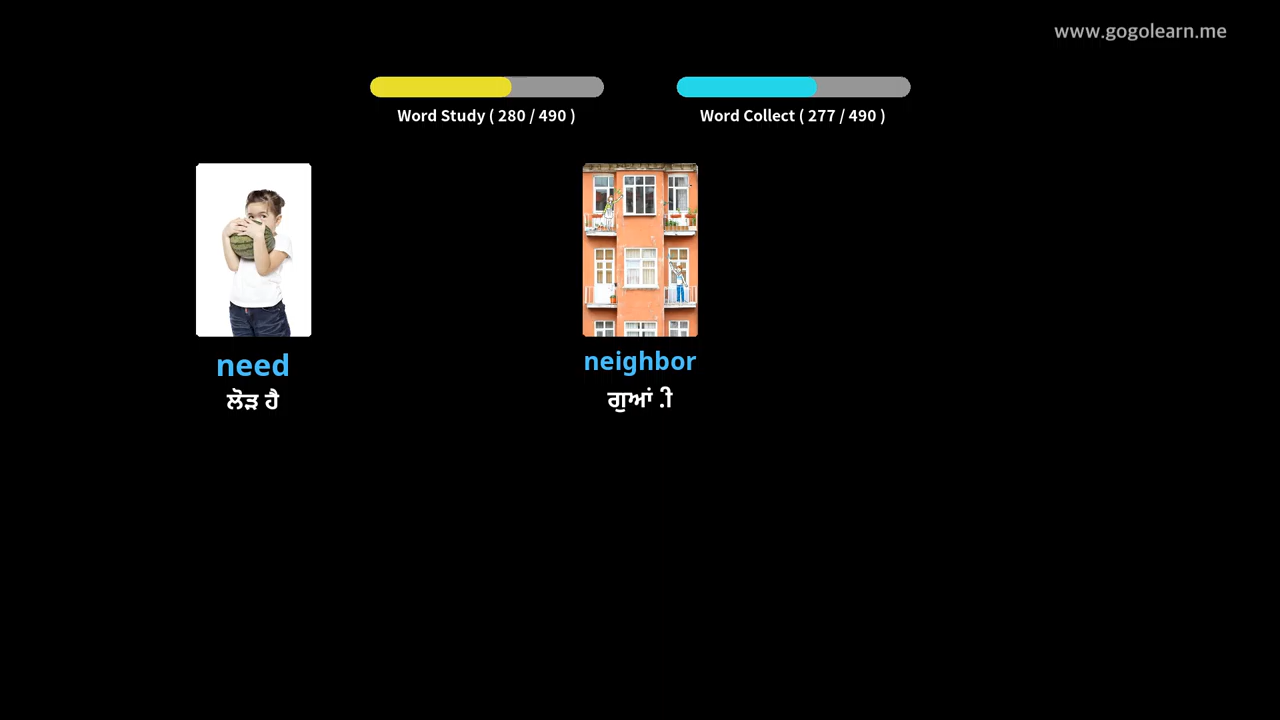 www.gogolearn.me
Word Study ( 280 / 490 )
Word Collect ( 277 / 490 )
need
ਲੋੜ ਹੈ
neighbor
ਗੁਆਂ .ੀ